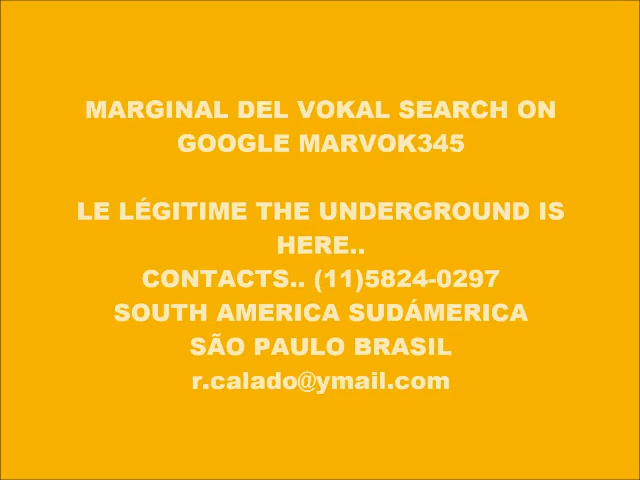 MARGINAL DEL VOKAL SEARCH ON
GOOGLE MARVOK345
LE LÉGITIME THE UNDERGROUND IS
HERE..
CONTACTS.. (11)5824-0297
SOUTH AMERICA SUDÁMERICA
SÃO PAULO BRASIL
r.calado@ymail.com